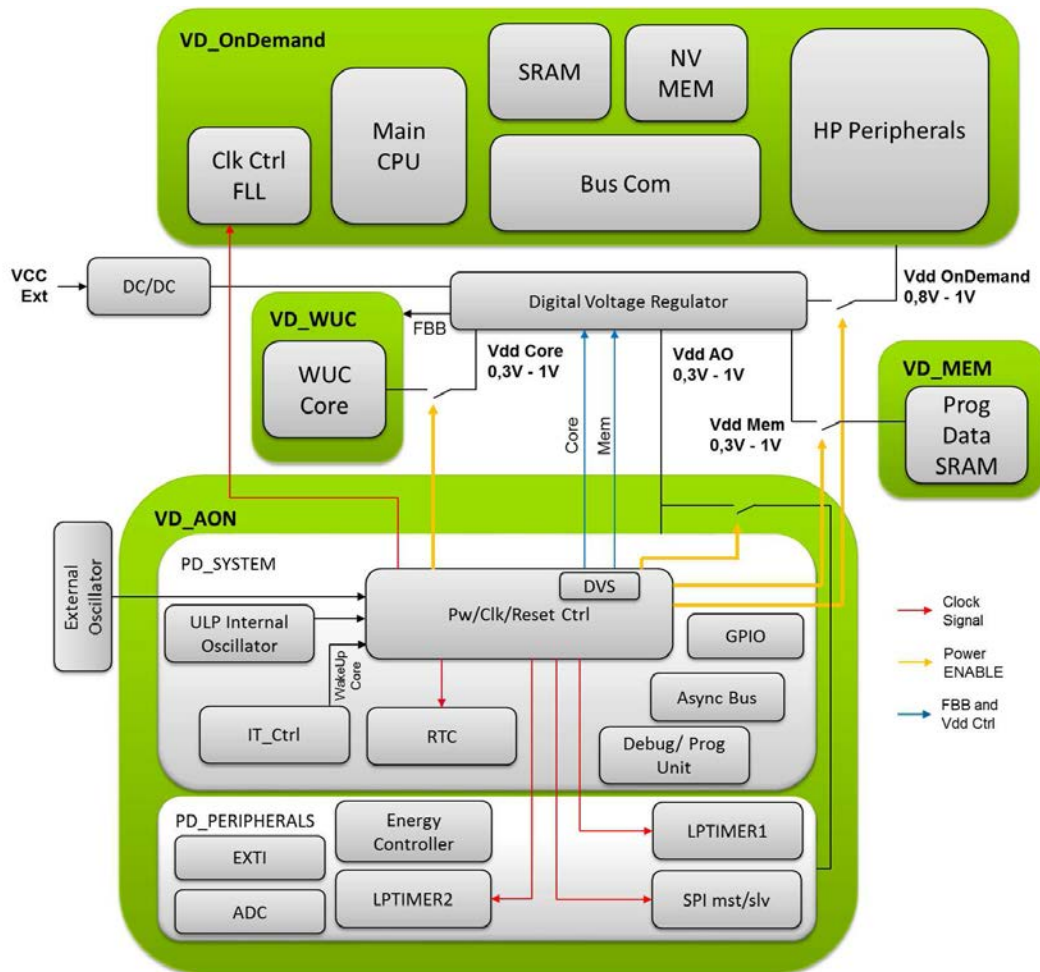 VD_OnDemand
SRAM
NV
MEM
Main
CPU
HP Peripherals
Clk Ctrl
FLL
Bus Com
VCC
Ext
DC/DC
Digital Voltage Regulator
Vdd OnDemand
0,8V - 1V
VD_WUC
FBB
WUC
Core
Vdd Core
0,3V - 1V
Vdd AO
0,3V - 1V
Core
Mem
Vdd Mem
0,3V - 1V
VD_MEM
Prog
Data
SRAM
VD_AON
PD_SYSTEM
External
Oscillator
DVS
Pw/Clk/Reset Ctrl
ULP Internal
Oscillator
WakeUp
Core
GPIO
Async Bus
IT_Ctrl
RTC
Debug/ Prog
Unit
Clock
Signal
Power
ENABLE
FBB and
Vdd Ctrl
PD_PERIPHERALS
Energy
Controller
LPTIMER1
EXTI
LPTIMER2
SPI mst/slv
ADC